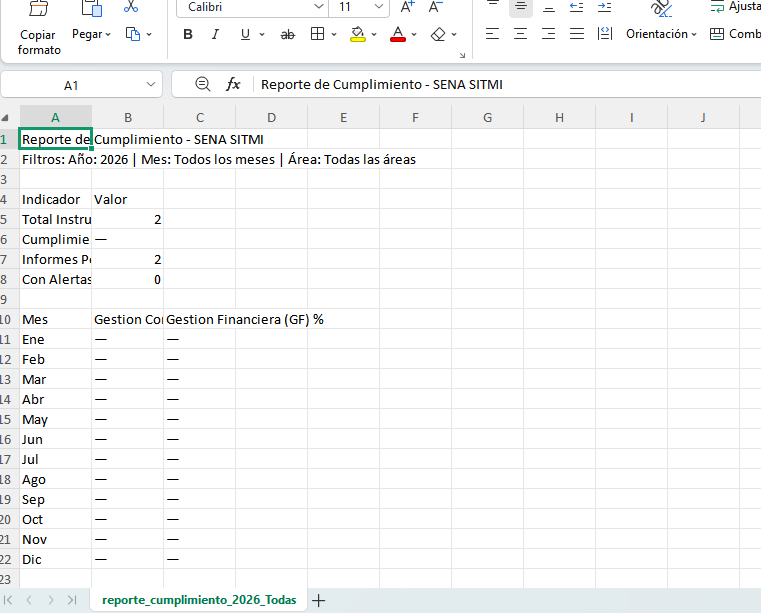 Calibri 11 A+ A- Ajusta
Copiar formato Pegar B I U ab A Orientación Comb
A1 fx Reporte de Cumplimiento - SENA SITMI
A B C D E F G H I J
1 Reporte de Cumplimiento - SENA SITMI
2 Filtros: Año: 2026 | Mes: Todos los meses | Área: Todas las áreas
3
4 Indicador Valor
5 Total Instru 2
6 Cumplimie —
7 Informes Pe 2
8 Con Alertas 0
9
10 Mes Gestion Cor Gestion Financiera (GF) %
11 Ene — —
12 Feb — —
13 Mar — —
14 Abr — —
15 May — —
16 Jun — —
17 Jul — —
18 Ago — —
19 Sep — —
20 Oct — —
21 Nov — —
22 Dic — —
23
reporte_cumplimiento_2026_Todas